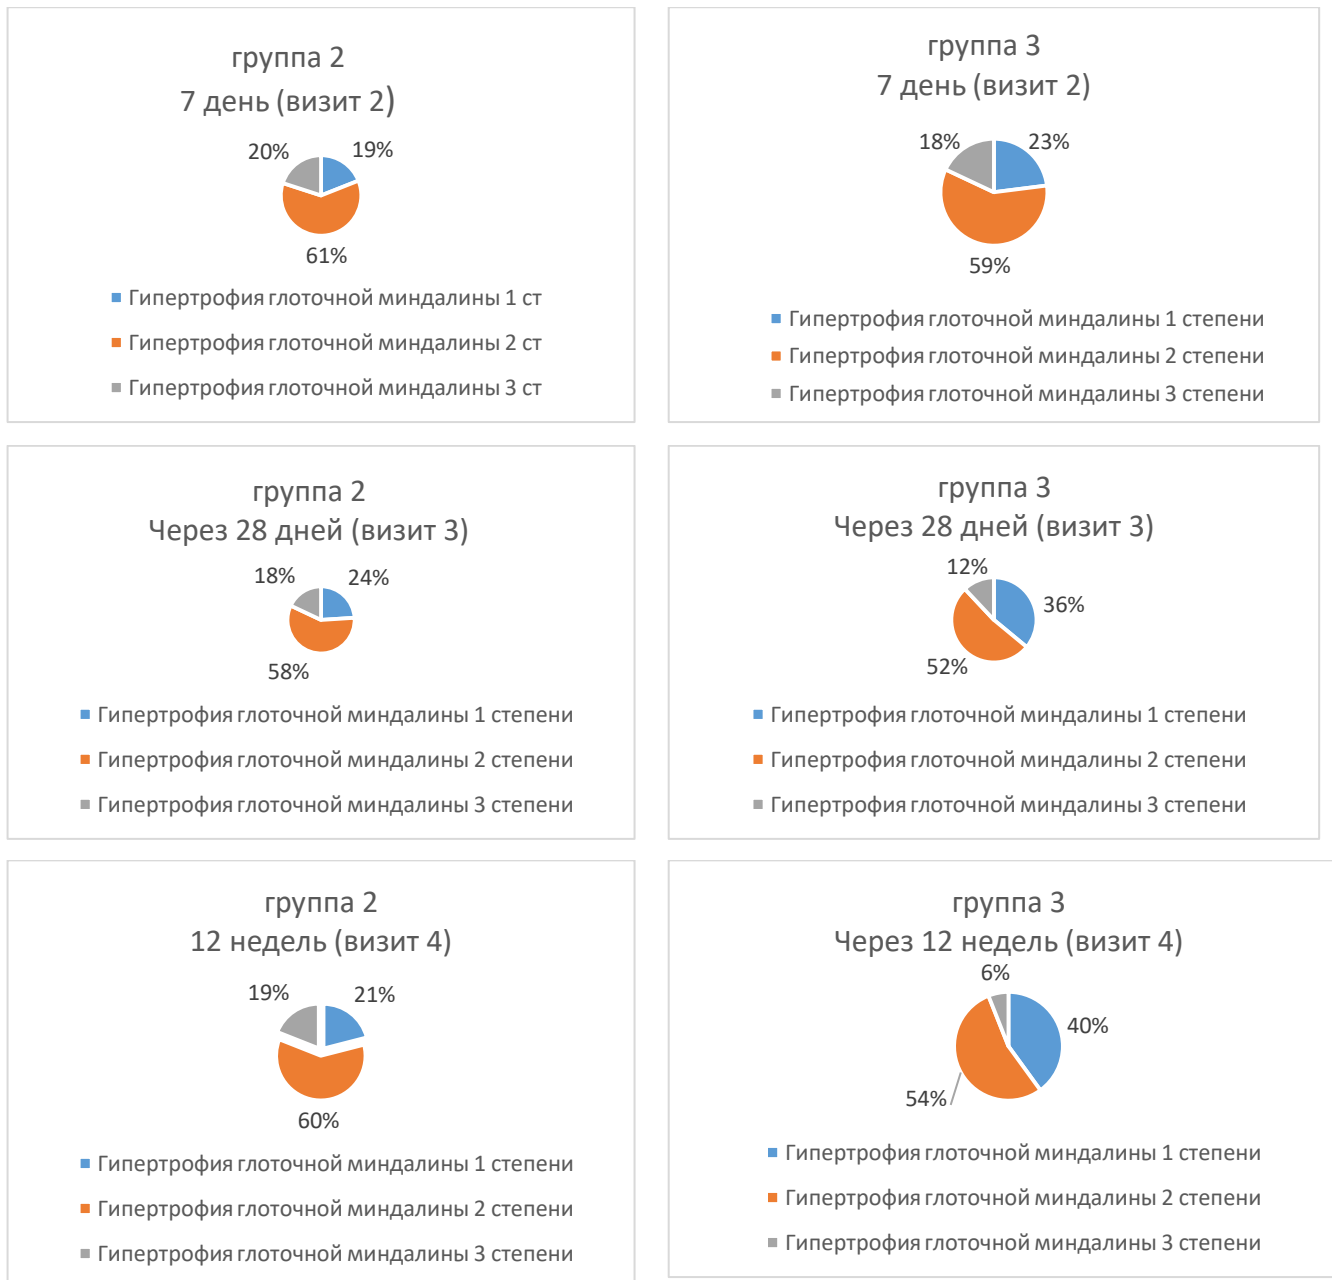 группа 2
7 день (визит 2)
20%
19%
61%
Гипертрофия глоточной миндалины 1 ст
Гипертрофия глоточной миндалины 2 ст
Гипертрофия глоточной миндалины 3 ст
группа 3
7 день (визит 2)
18%
23%
59%
Гипертрофия глоточной миндалины 1 степени
Гипертрофия глоточной миндалины 2 степени
Гипертрофия глоточной миндалины 3 степени
группа 2
Через 28 дней (визит 3)
18%
24%
58%
Гипертрофия глоточной миндалины 1 степени
Гипертрофия глоточной миндалины 2 степени
Гипертрофия глоточной миндалины 3 степени
группа 3
Через 28 дней (визит 3)
12%
36%
52%
Гипертрофия глоточной миндалины 1 степени
Гипертрофия глоточной миндалины 2 степени
Гипертрофия глоточной миндалины 3 степени
группа 2
12 недель (визит 4)
19%
21%
60%
Гипертрофия глоточной миндалины 1 степени
Гипертрофия глоточной миндалины 2 степени
Гипертрофия глоточной миндалины 3 степени
группа 3
Через 12 недель (визит 4)
6%
40%
54%
Гипертрофия глоточной миндалины 1 степени
Гипертрофия глоточной миндалины 2 степени
Гипертрофия глоточной миндалины 3 степени